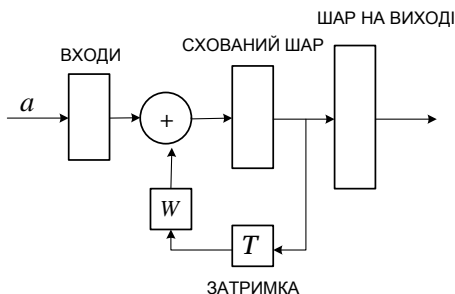 ШАР НА ВИХОДІ
СХОВАНИЙ ШАР
ВХОДИ
a
+
W
T
ЗАТРИМКА